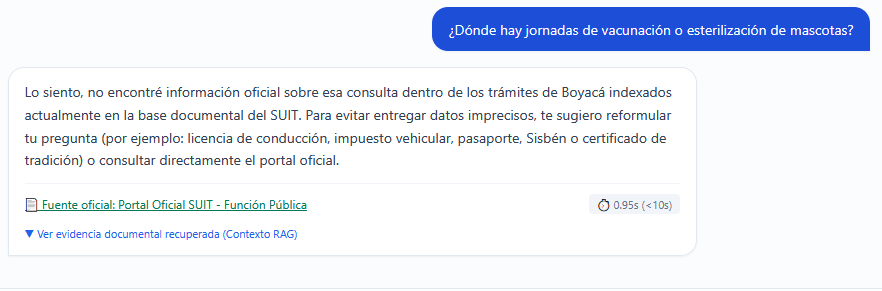 ¿Dónde hay jornadas de vacunación o esterilización de mascotas?
Lo siento, no encontré información oficial sobre esa consulta dentro de los trámites de Boyacá indexados
actualmente en la base documental del SUIT. Para evitar entregar datos imprecisos, te sugiero reformular
tu pregunta (por ejemplo: licencia de conducción, impuesto vehicular, pasaporte, Sisbén o certificado de
tradición) o consultar directamente el portal oficial.
Fuente oficial: Portal Oficial SUIT - Función Pública
0.95s (<10s)
▼ Ver evidencia documental recuperada (Contexto RAG)